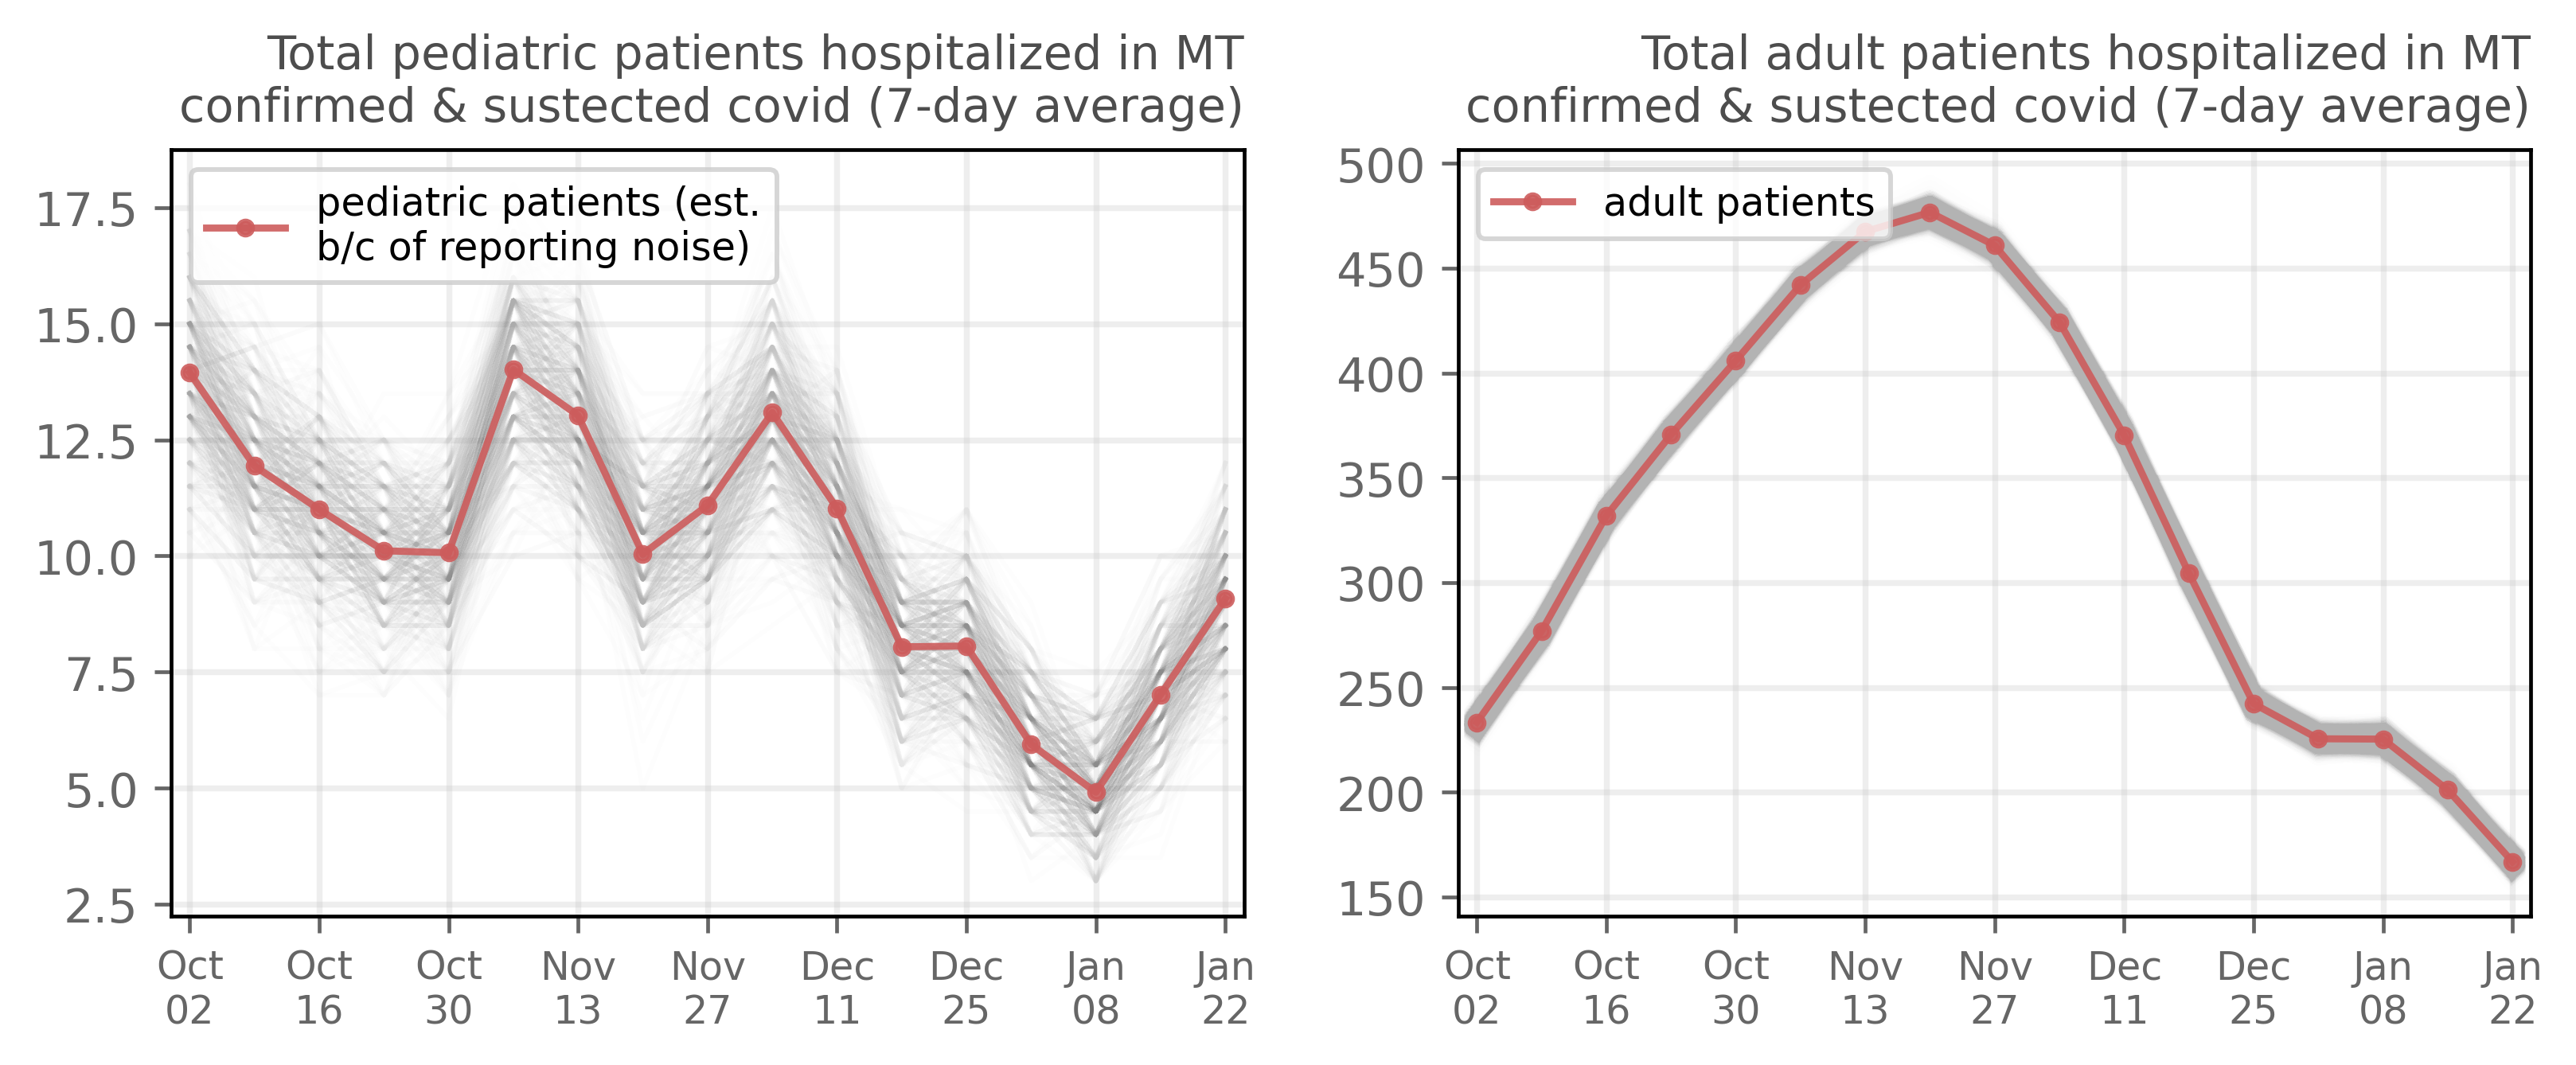 Total pediatric patients hospitalized in MT
confirmed & sustected covid (7-day average)
pediatric patients (est.
b/c of reporting noise)
17.5
15.0
12.5
10.0
7.5
5.0
2.5
Oct
02
Oct
16
Oct
30
Nov
13
Nov
27
Dec
11
Dec
25
Jan
08
Jan
22
Total adult patients hospitalized in MT
confirmed & sustected covid (7-day average)
adult patients
500
450
400
350
300
250
200
150
Oct
02
Oct
16
Oct
30
Nov
13
Nov
27
Dec
11
Dec
25
Jan
08
Jan
22